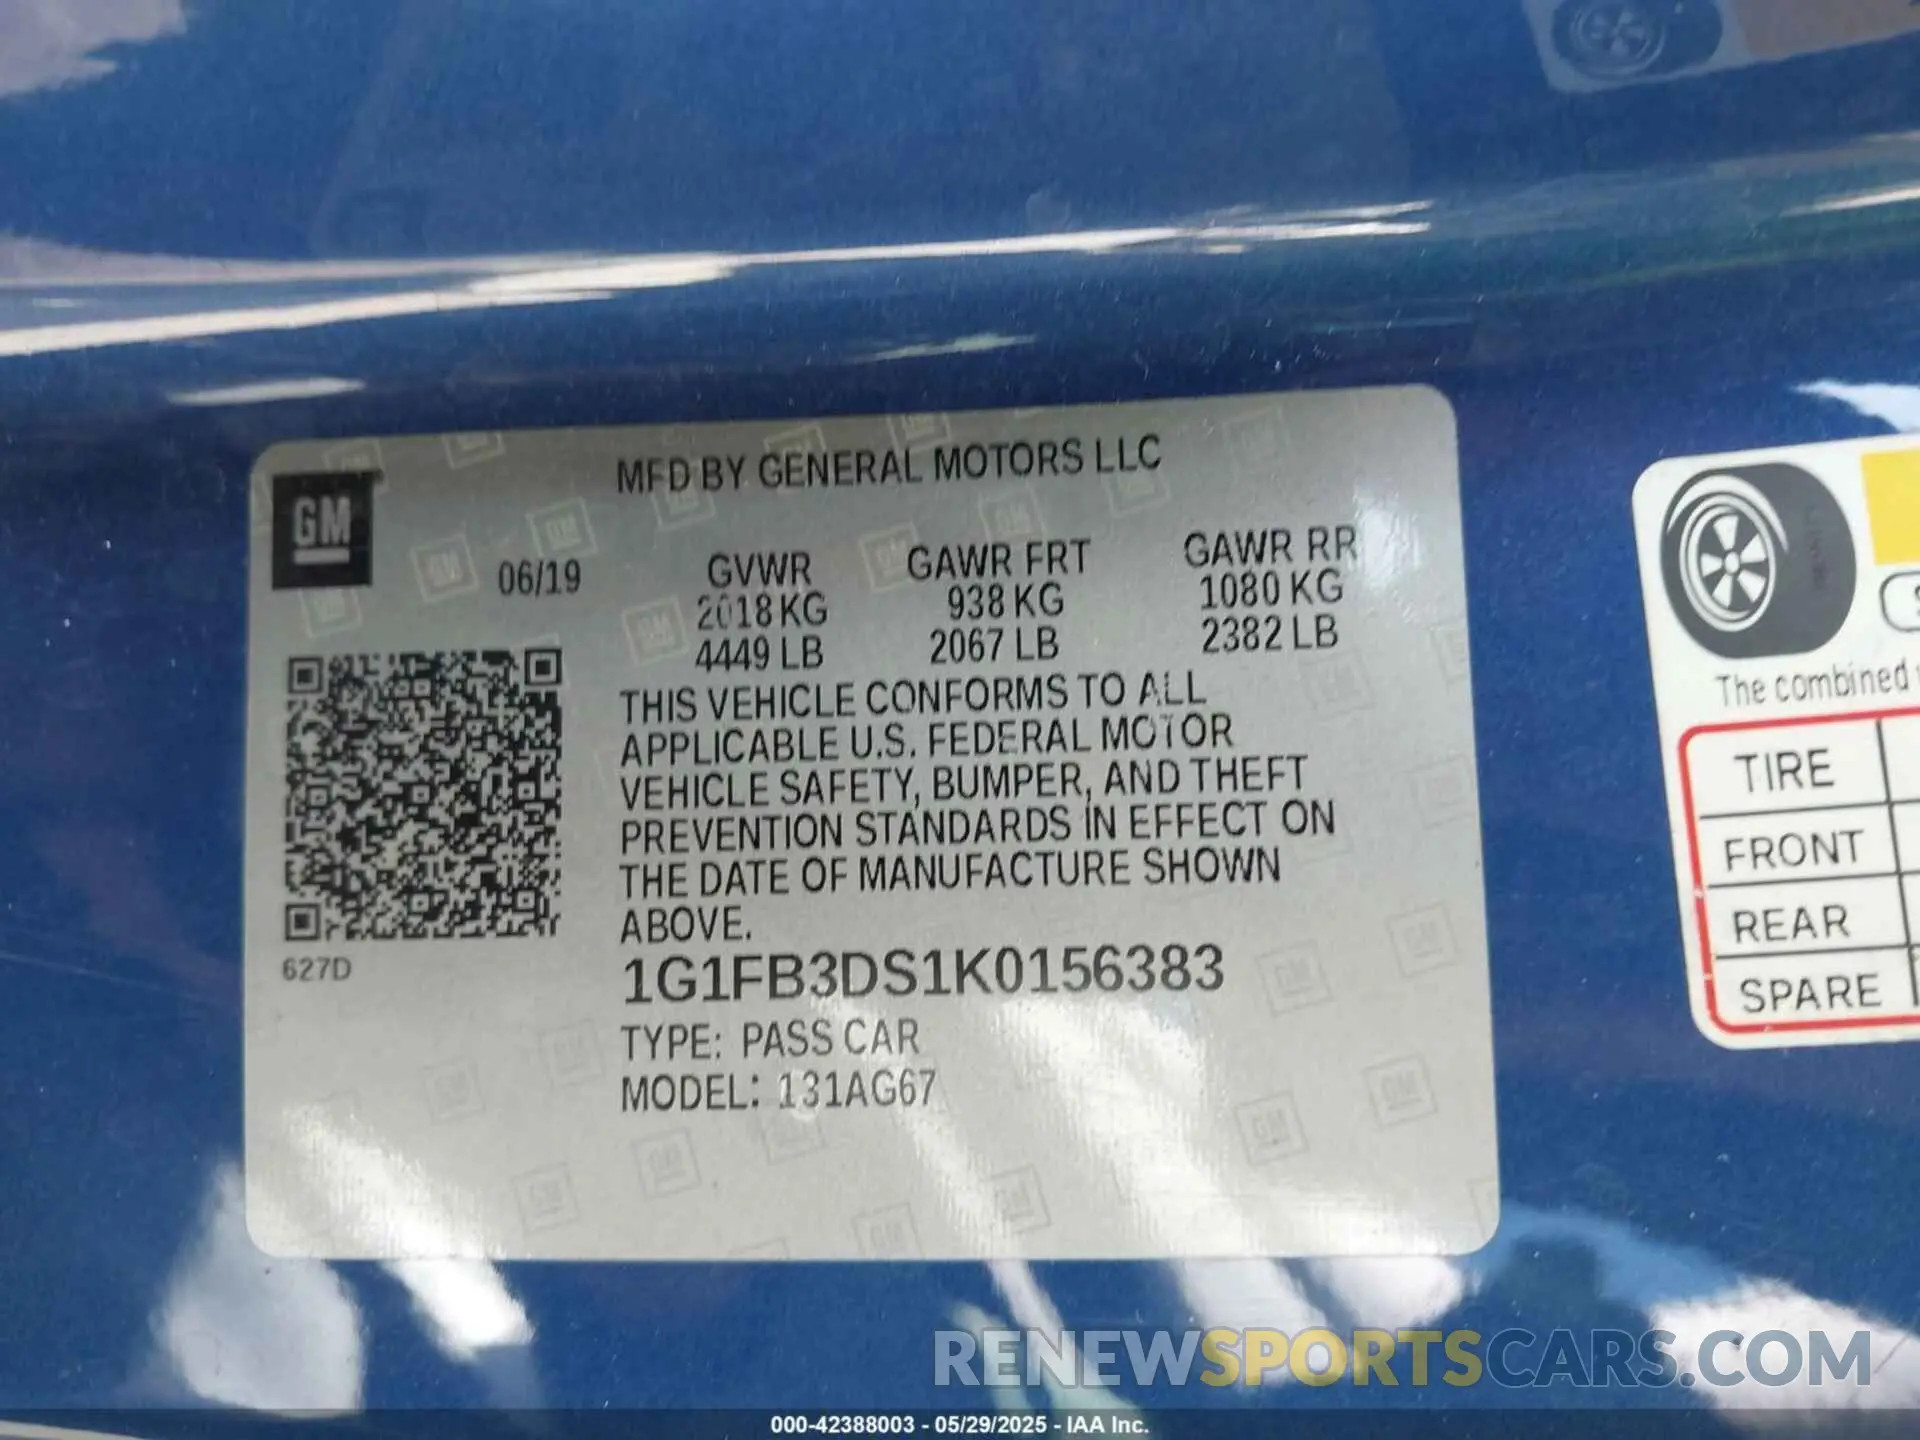 MFD BY GENERAL MOTORS LLC
GM
06/19
GVWR GAWR FRT GAWR RR
2018 KG 938 KG 1080 KG
4449 LB 2067 LB 2382 LB
THIS VEHICLE CONFORMS TO ALL
APPLICABLE U.S. FEDERAL MOTOR
VEHICLE SAFETY, BUMPER, AND THEFT
PREVENTION STANDARDS IN EFFECT ON
THE DATE OF MANUFACTURE SHOWN
ABOVE.
627D
1G1FB3DS1K0156383
TYPE: PASS CAR
MODEL: 131AG67
The combined
TIRE
FRONT
REAR
SPARE
RENEWSPORTSCARS.COM
000-42388003 - 05/29/2025 - IAA Inc.